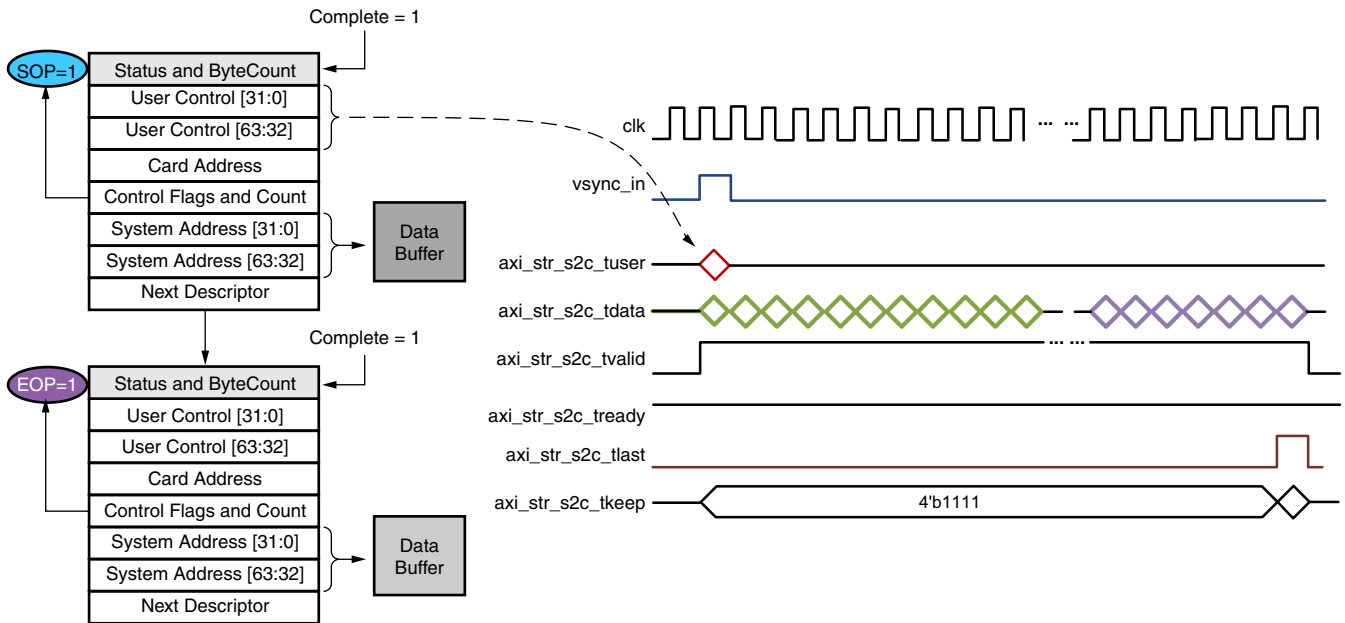 Complete = 1
SOP=1
Status and ByteCount
User Control [31:0]
User Control [63:32]
Card Address
Control Flags and Count
System Address [31:0]
System Address [63:32]
Next Descriptor
Data
Buffer
Complete = 1
EOP=1
Status and ByteCount
User Control [31:0]
User Control [63:32]
Card Address
Control Flags and Count
System Address [31:0]
System Address [63:32]
Next Descriptor
Data
Buffer
clk
... ...
vsync_in
axi_str_s2c_tuser
axi_str_s2c_tdata
axi_str_s2c_tvalid
... ...
axi_str_s2c_tready
axi_str_s2c_tlast
axi_str_s2c_tkeep
4'b1111